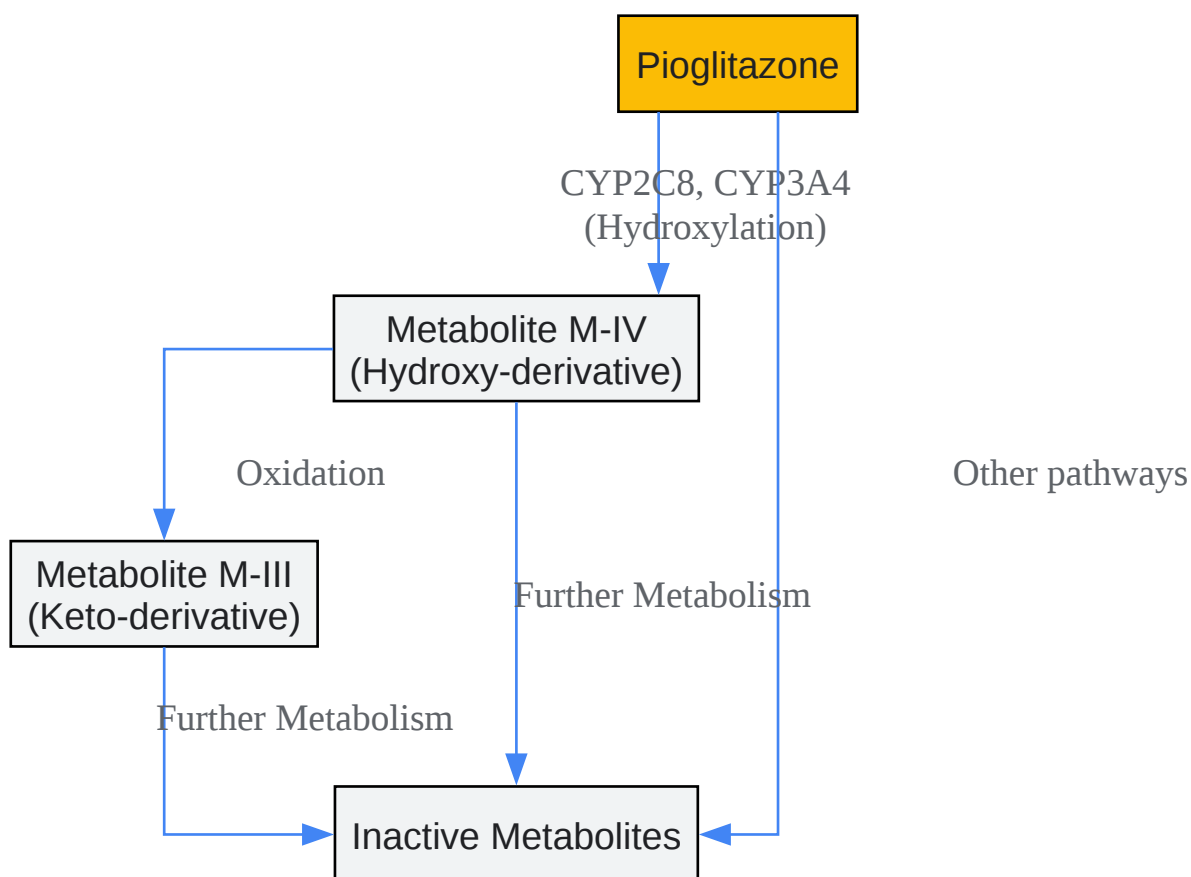 Pioglitazone
CYP2C8, CYP3A4
(Hydroxylation)
Metabolite M-IV
(Hydroxy-derivative)
Oxidation
Other pathways
Metabolite M-III
(Keto-derivative)
Further Metabolism
Further Metabolism
Inactive Metabolites